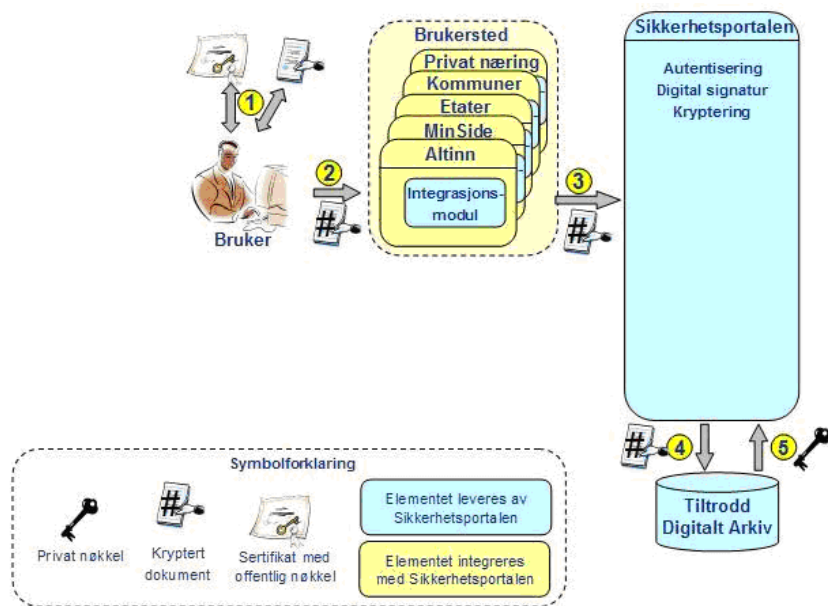 1
Bruker
2
#
Brukersted
Privat næring
Kommuner
Etater
MinSide
Altinn
Integrasjons-
modul
3
#
Sikkerhetsportalen
Autentisering
Digital signatur
Kryptering
#
4
5
Tiltrodd
Digitalt Arkiv
Symbolforklaring
Privat nøkkel
#
Kryptert
dokument
Sertifikat med
offentlig nøkkel
Elementet leveres av
Sikkerhetsportalen
Elementet integreres
med Sikkerhetsportalen